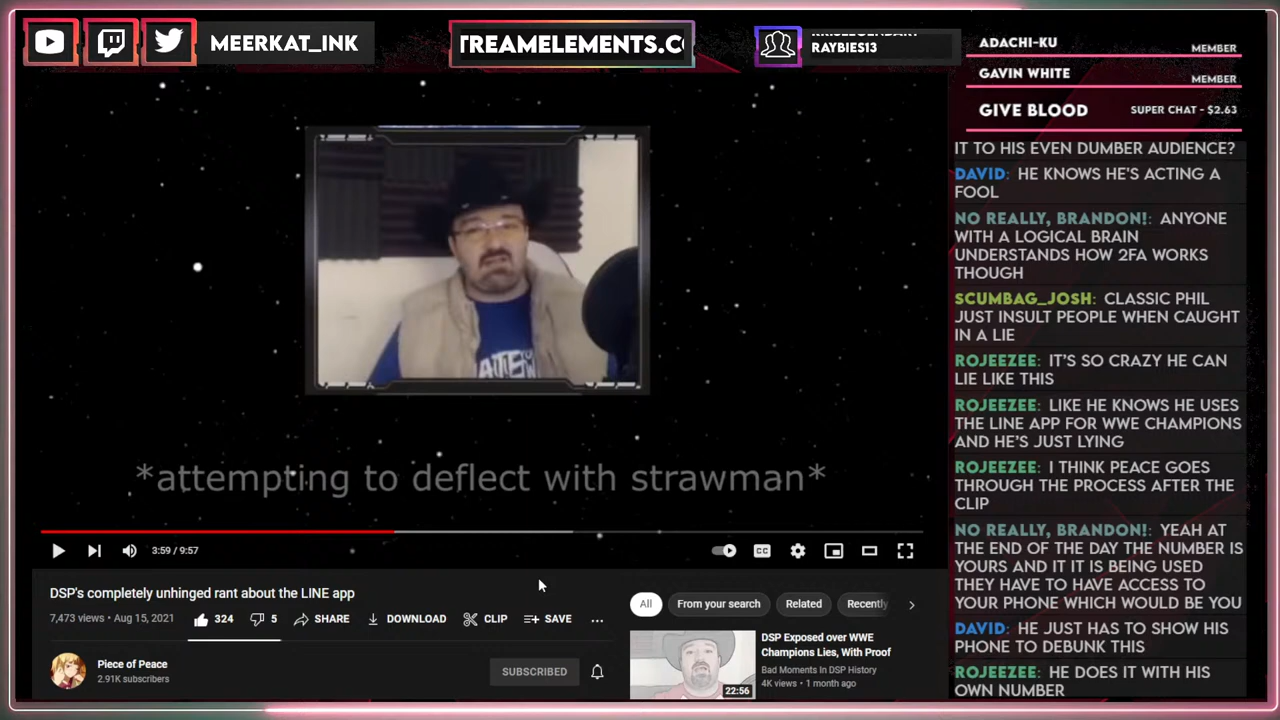 MEERKAT_INK
TREAMELEMENTS.C
RAYBIES13
ADACHI-KU
MEMBER
GAVIN WHITE
MEMBER
GIVE BLOOD
SUPER CHAT - $2.63
IT TO HIS EVEN DUMBER AUDIENCE?
DAVID: HE KNOWS HE'S ACTING A
FOOL
NO REALLY, BRANDON!: ANYONE
WITH A LOGICAL BRAIN
UNDERSTANDS HOW 2FA WORKS
THOUGH
SCUMBAG_JOSH: CLASSIC PHIL
JUST INSULT PEOPLE WHEN CAUGHT
IN A LIE
ROJEEZEE: IT'S SO CRAZY HE CAN
LIE LIKE THIS
ROJEEZEE: LIKE HE KNOWS HE USES
THE LINE APP FOR WWE CHAMPIONS
AND HE'S JUST LYING
ROJEEZEE: I THINK PEACE GOES
THROUGH THE PROCESS AFTER THE
CLIP
NO REALLY, BRANDON!: YEAH AT
THE END OF THE DAY THE NUMBER IS
YOURS AND IT IT IS BEING USED
THEY HAVE TO HAVE ACCESS TO
YOUR PHONE WHICH WOULD BE YOU
DAVID: HE JUST HAS TO SHOW HIS
PHONE TO DEBUNK THIS
ROJEEZEE: HE DOES IT WITH HIS
OWN NUMBER
*attempting to deflect with strawman*
3:59 / 9:57
CC
DSP's completely unhinged rant about the LINE app
7,473 views • Aug 15, 2021
324
5
SHARE
DOWNLOAD
CLIP
SAVE
Piece of Peace
2.91K subscribers
SUBSCRIBED
All
From your search
Related
Recently
DSP Exposed over WWE
Champions Lies, With Proof
Bad Moments In DSP History
4K views • 1 month ago
22:56